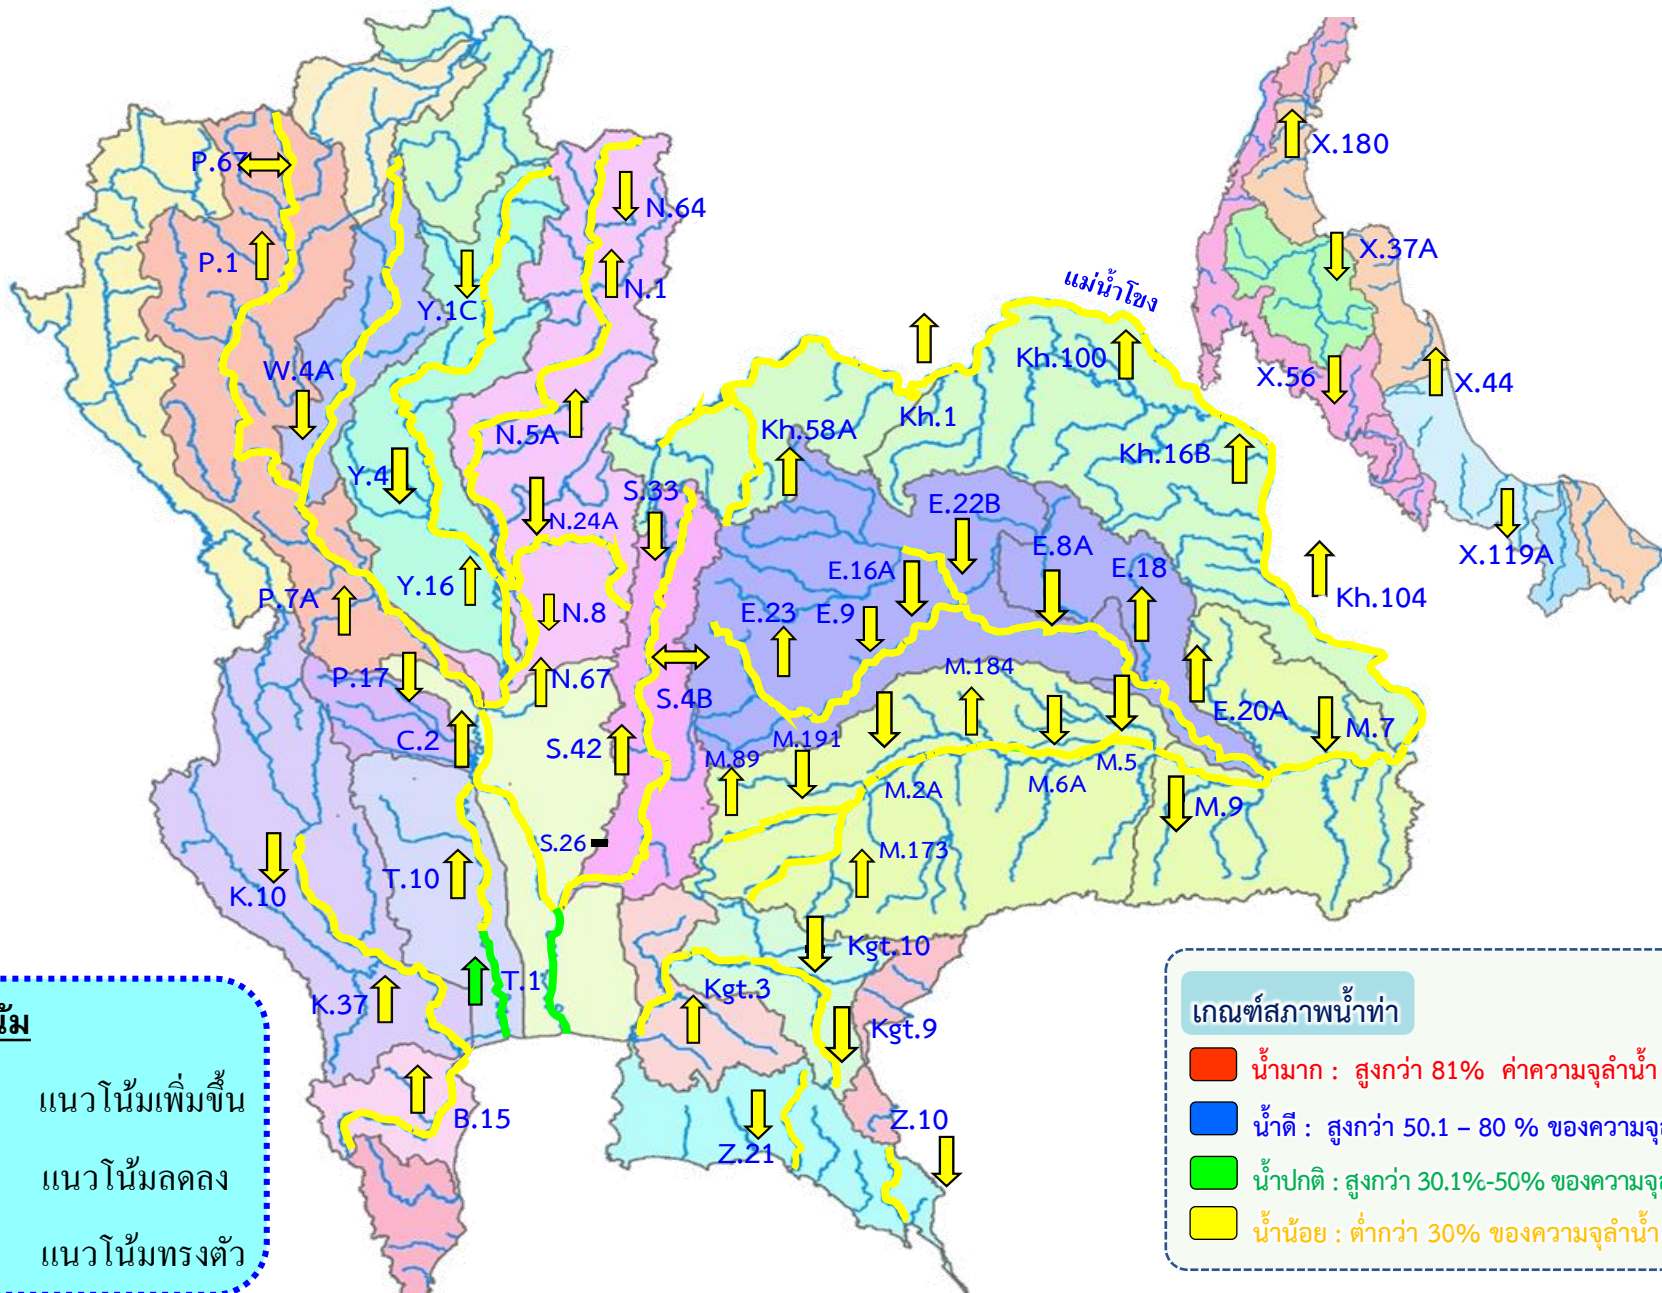 P.67
N.64
X.180
P.1
N.1
X.37A
Y.1C
แม่น้ำโขง
W.4A
Kh.100
X.56
X.44
N.5A
Kh.58A
Kh.1
Y.4
Kh.16B
S.33
N.24A
E.22B
E.8A
X.119A
E.16A
E.18
Y.16
P.7A
N.8
E.23
E.9
Kh.104
M.184
P.17
N.67
S.4B
E.20A
C.2
S.42
M.191
M.7
M.89
M.2A
M.6A
M.5
M.9
S.26
M.173
T.10
K.10
Kgt.10
T.1
Kgt.3
K.37
Kgt.9
B.15
Z.10
Z.21
แนวโน้มเพิ่มขึ้น
แนวโน้มลดลง
แนวโน้มทรงตัว
เกณฑ์สภาพน้ำท่า
น้ำมาก : สูงกว่า 81% ค่าความจุลำน้ำ
น้ำดี : สูงกว่า 50.1 – 80 % ของความจุ
น้ำปกติ : สูงกว่า 30.1%-50% ของความจุ
น้ำน้อย : ต่ำกว่า 30% ของความจุลำน้ำ